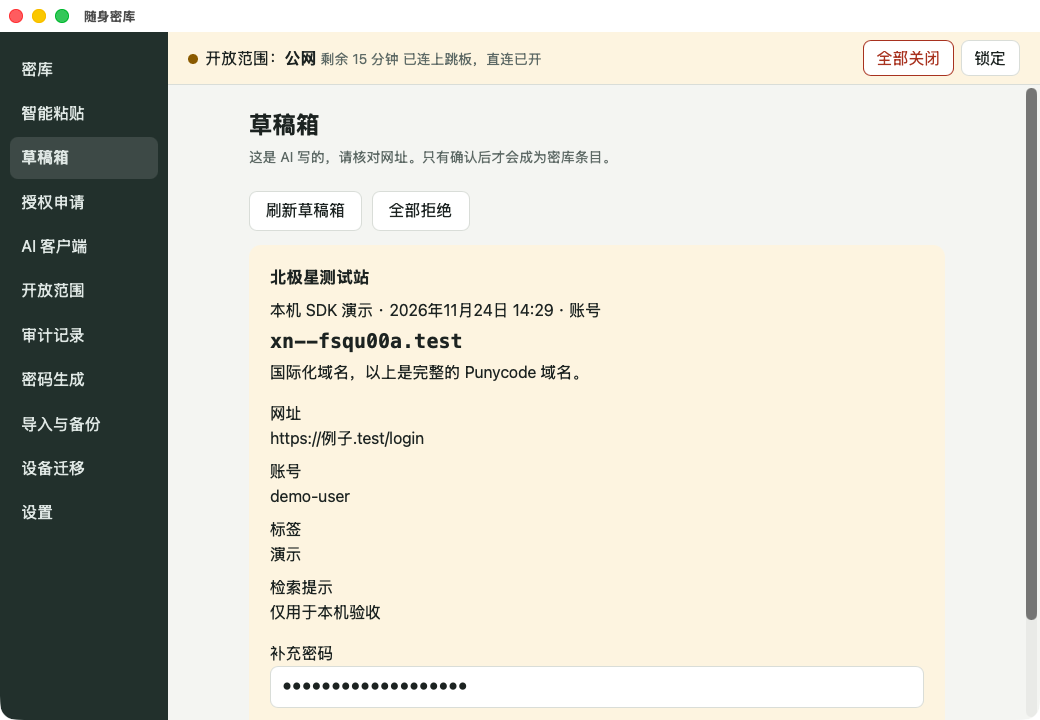 随身密库
密库
智能粘贴
草稿箱
授权申请
AI 客户端
开放范围
审计记录
密码生成
导入与备份
设备迁移
设置
开放范围：公网 剩余 15 分钟 已连上跳板，直连已开
全部关闭
锁定
草稿箱
这是 AI 写的，请核对网址。只有确认后才会成为密库条目。
刷新草稿箱
全部拒绝
北极星测试站
本机 SDK 演示 · 2026年11月24日 14:29 · 账号
xn--fsqu00a.test
国际化域名，以上是完整的 Punycode 域名。
网址
https://例子.test/login
账号
demo-user
标签
演示
检索提示
仅用于本机验收
补充密码
•••••••••••••••••••